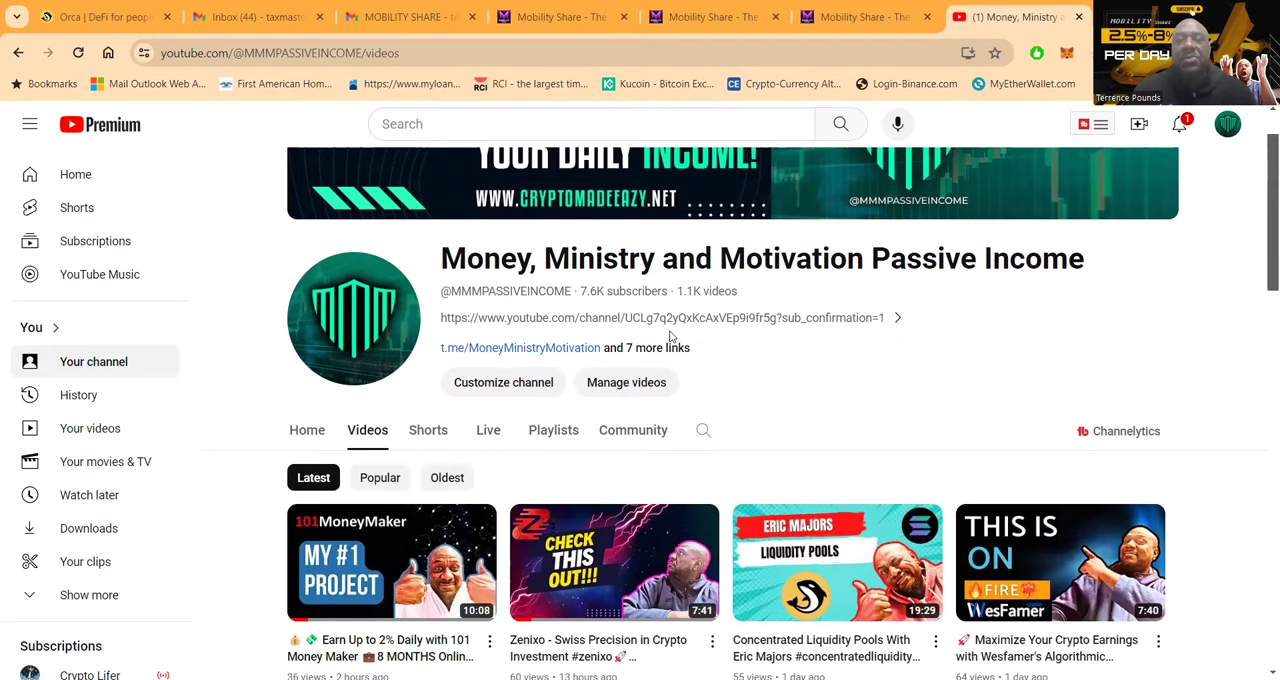 Orca | DeFi for peopl
Inbox (44) - taxmaste
MOBILITY SHARE - te
Mobility Share - The
Mobility Share - The
Mobility Share - The
(1) Money, Ministry a
youtube.com/@MMMPASSIVEINCOME/videos
Bookmarks
Mail Outlook Web A...
First American Hom...
https://www.myloan...
RCI - the largest tim...
Kucoin - Bitcoin Exc...
Crypto-Currency Alt...
Login-Binance.com
MyEtherWallet.com
MOBILITY SHARE
2.5%-8%
PER DAY
Terrence Pounds
Premium
Search
1
Home
Shorts
Subscriptions
YouTube Music
You
Your channel
History
Your videos
Your movies & TV
Watch later
Downloads
Your clips
Show more
Subscriptions
Crypto Lifer
YOUR DAILY INCOME!
WWW.CRYPTOMADEEAZY.NET
@MMMPASSIVEINCOME
Money, Ministry and Motivation Passive Income
@MMMPASSIVEINCOME · 7.6K subscribers · 1.1K videos
https://www.youtube.com/channel/UCLg7q2yQxKcAxVEp9i9fr5g?sub_confirmation=1
t.me/MoneyMinistryMotivation and 7 more links
Customize channel
Manage videos
Home
Videos
Shorts
Live
Playlists
Community
Channelytics
Latest
Popular
Oldest
101MoneyMaker
MY #1
PROJECT
10:08
CHECK
THIS
OUT!!!
7:41
ERIC MAJORS
LIQUIDITY POOLS
19:29
THIS IS
ON
FIRE
WesFamer
7:40
Earn Up to 2% Daily with 101
Money Maker 8 MONTHS Onlin...
36 views • 2 hours ago
Zenixo - Swiss Precision in Crypto
Investment #zenixo 🚀...
60 views • 13 hours ago
Concentrated Liquidity Pools With
Eric Majors #concentratedliquidity...
55 views • 1 day ago
🚀 Maximize Your Crypto Earnings
with Wesfamer's Algorithmic...
64 views • 1 day ago